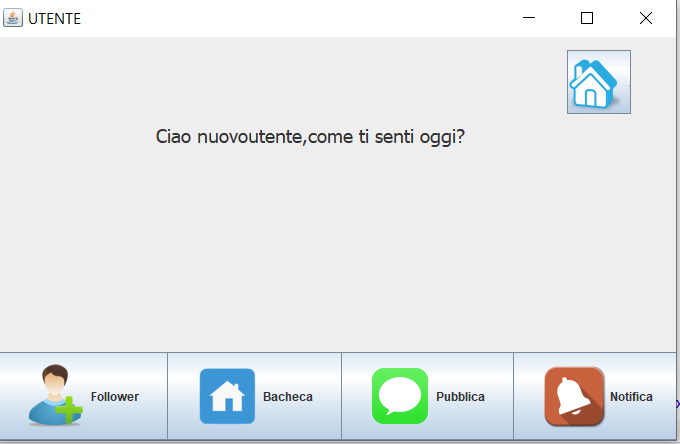 UTENTE
Ciao nuovoutente,come ti senti oggi?
Follower
Bacheca
Pubblica
Notifica